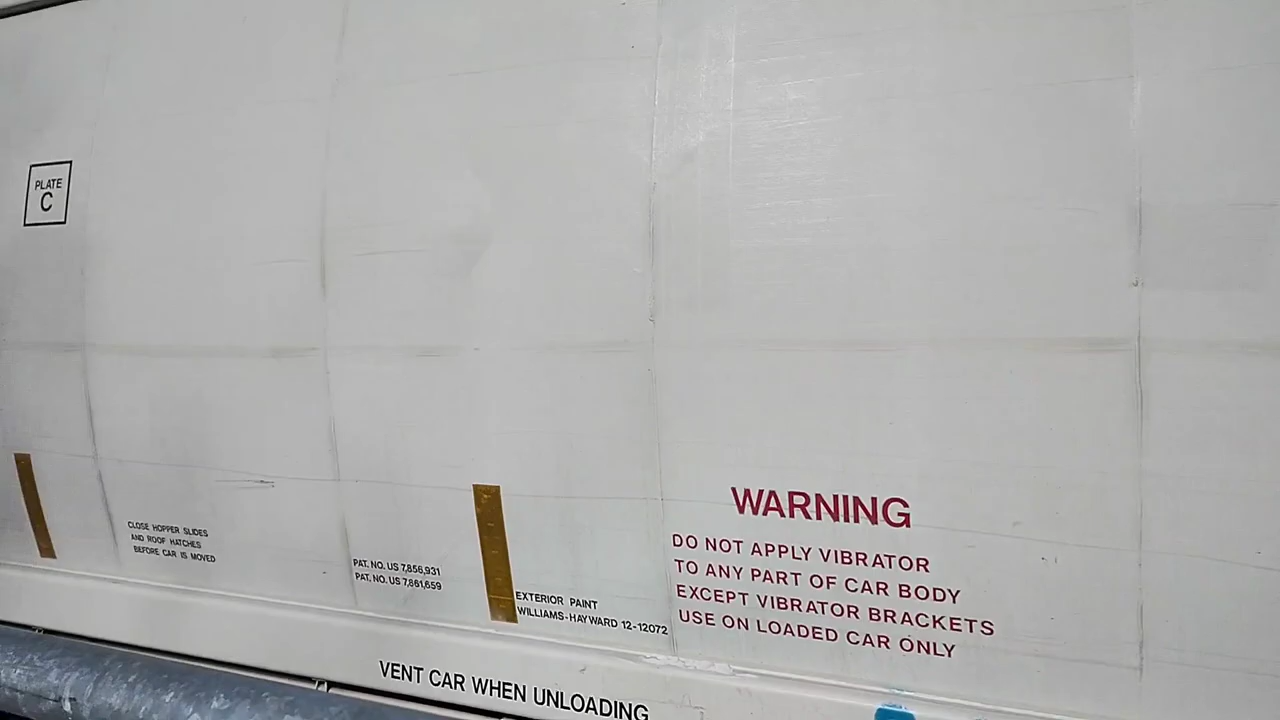 PLATE
C
CLOSE HOPPER SLIDES
AND ROOF HATCHES
BEFORE CAR IS MOVED
PAT. NO. US 7,856,931
PAT. NO. US 7,861,659
EXTERIOR PAINT
WILLIAMS-HAYWARD 12-12072
WARNING
DO NOT APPLY VIBRATOR
TO ANY PART OF CAR BODY
EXCEPT VIBRATOR BRACKETS
USE ON LOADED CAR ONLY
VENT CAR WHEN UNLOADING